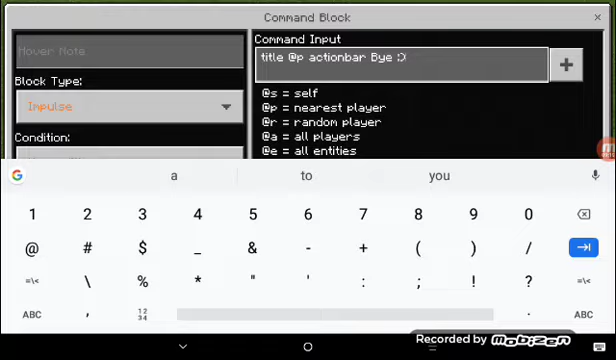 Command Block
×
Hover Note
Command Input
title @p actionbar Bye :)
+
Block Type:
Impulse
@s = self
@p = nearest player
@r = random player
@a = all players
@e = all entities
Condition:
G
a to you
1 2 3 4 5 6 7 8 9 0
@ # $ _ & - + ( ) /
=\< \ % * " ' : ; ! ? =\<
ABC , 12 34 . ABC
Recorded by Mobizen